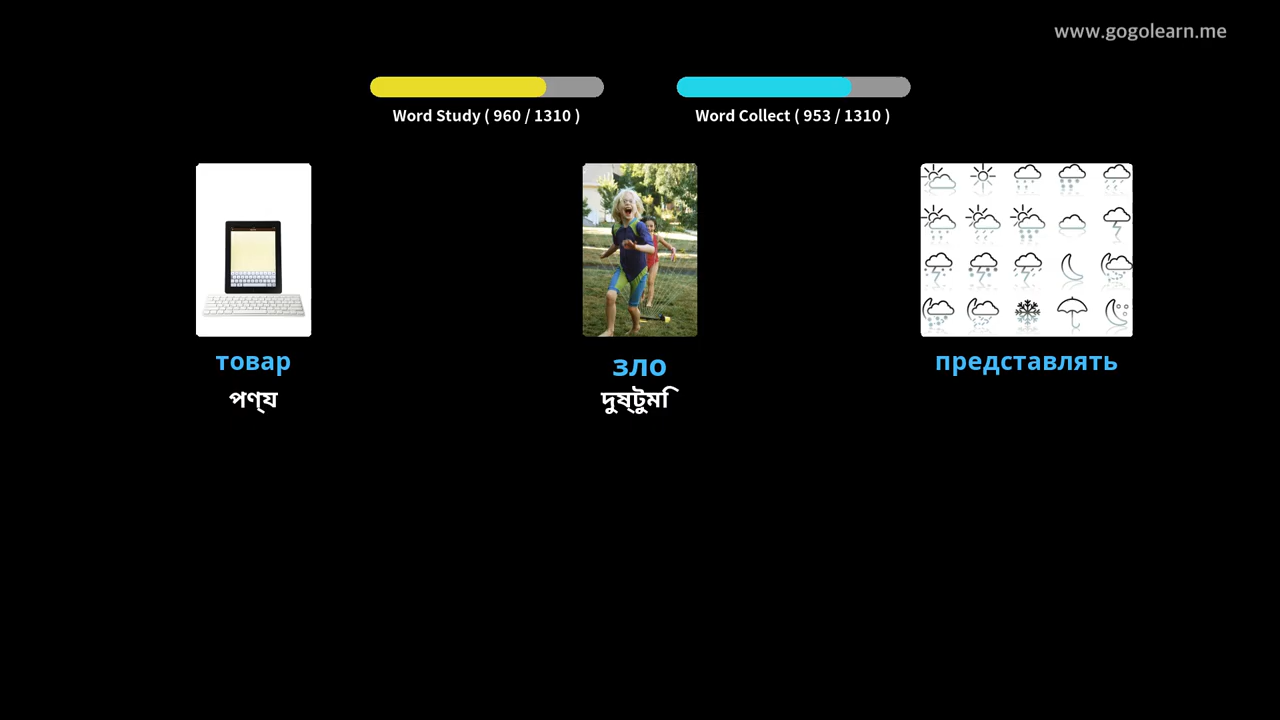 www.gogolearn.me
Word Study ( 960 / 1310 )
Word Collect ( 953 / 1310 )
товар
зло
представлять
পণ্য
দুষ্টুমি